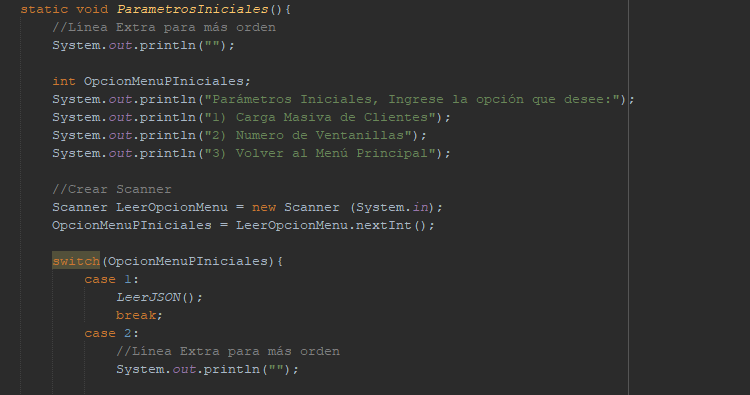 static void ParametrosIniciales(){
//Línea Extra para más orden
System.out.println("");
int OpcionMenuPIniciales;
System.out.println("Parámetros Iniciales, Ingrese la opción que desee:");
System.out.println("1) Carga Masiva de Clientes");
System.out.println("2) Numero de Ventanillas");
System.out.println("3) Volver al Menú Principal");
//Crear Scanner
Scanner LeerOpcionMenu = new Scanner (System.in);
OpcionMenuPIniciales = LeerOpcionMenu.nextInt();
switch(OpcionMenuPIniciales){
case 1:
LeerJSON();
break;
case 2:
//Línea Extra para más orden
System.out.println("");